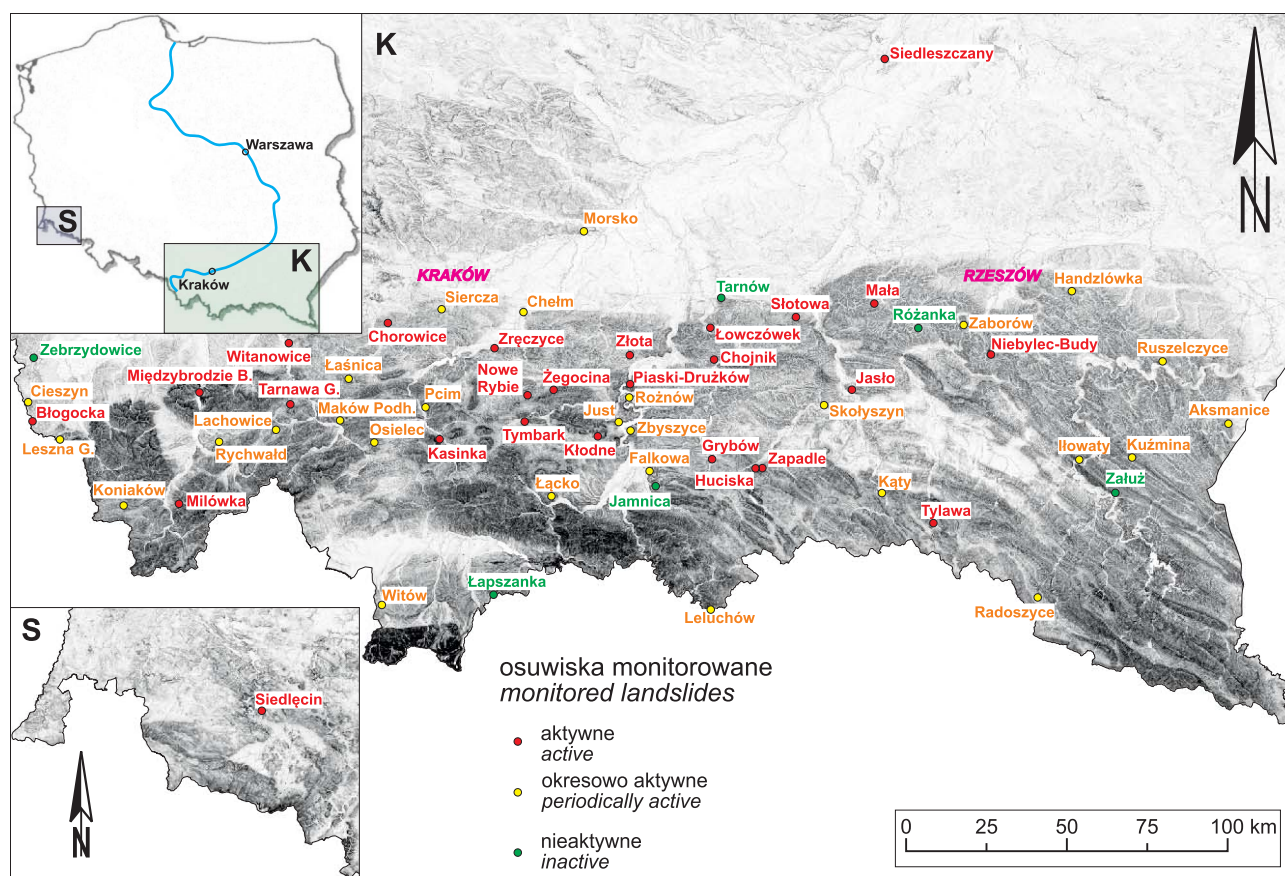 Warszawa
S
K
Kraków
K
Siedleszczany
N
Morsko
KRAKÓW
RZESZÓW
Handzlówka
Siercza
Chełm
Tarnów
Mała
Słotowa
Różanka
Zaborów
Chorowice
Łowczówek
Zebrzydowice
Witanowice
Zręczyce
Złota
Chojnik
Niebylec-Budy
Ruszelczyce
Łaśnica
Międzybrodzie B.
Tarnawa G.
Nowe
Rybie
Żegocina
Piaski-Drużków
Jasło
Cieszyn
Pcim
Rożnów
Błogocka
Lachowice
Maków Podh.
Just
Skołyszyn
Aksmanice
Leszna G.
Rychwałd
Osielec
Kasinka
Tymbark
Kłodne
Zbyszyce
Grybów
Iłowaty
Kuźmina
Falkowa
Zapadle
Huciska
Koniaków
Milówka
Łącko
Jamnica
Kąty
Załuż
Tylawa
Łapszanka
Witów
Leluchów
Radoszyce
S
Siedlęcin
N
osuwiska monitorowane
monitored landslides
aktywne
active
okresowo aktywne
periodically active
nieaktywne
inactive
0 25 50 75 100 km